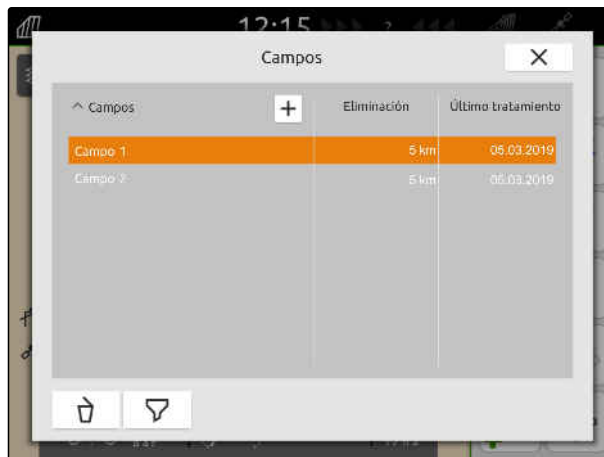 12:15
Campos
^ Campos + Eliminación Último tratamiento
Campo 1 5 km 05.03.2019
Campo 2 5 km 05.03.2019